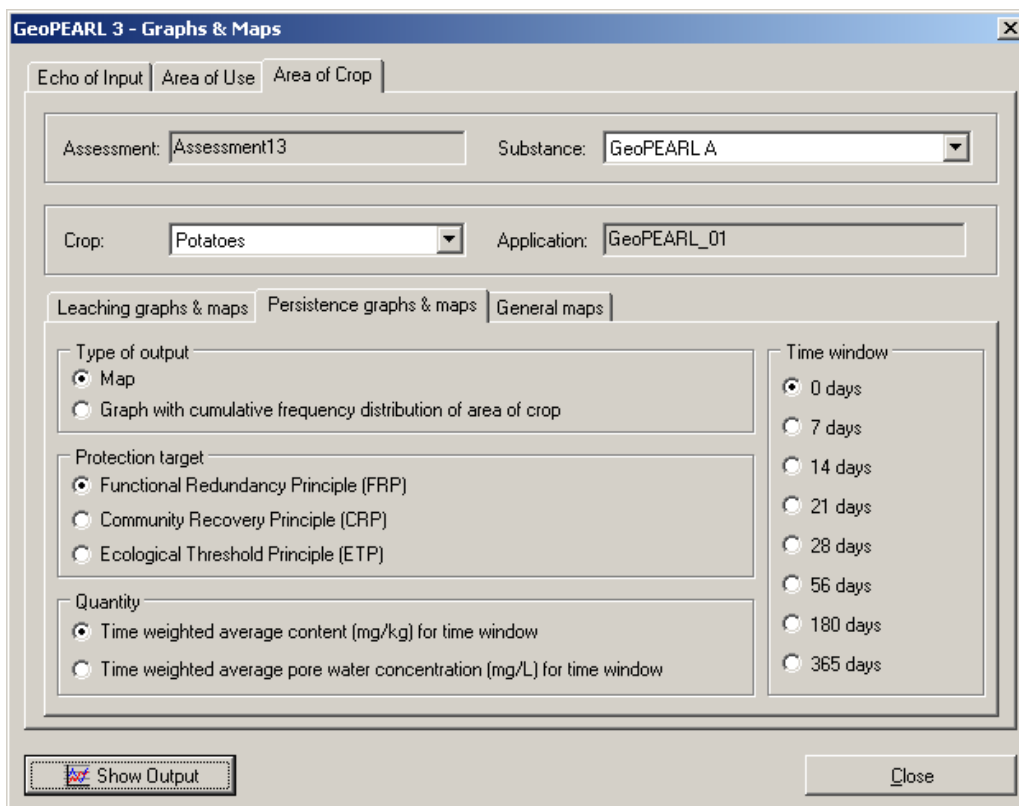 GeoPEARL 3 - Graphs & Maps
Echo of Input Area of Use Area of Crop
Assessment: Assessment13 Substance: GeoPEARL A
Crop: Potatoes Application: GeoPEARL_01
Leaching graphs & maps Persistence graphs & maps General maps
Type of output
Map
Graph with cumulative frequency distribution of area of crop
Protection target
Functional Redundancy Principle (FRP)
Community Recovery Principle (CRP)
Ecological Threshold Principle (ETP)
Quantity
Time weighted average content (mg/kg) for time window
Time weighted average pore water concentration (mg/L) for time window
Time window
0 days
7 days
14 days
21 days
28 days
56 days
180 days
365 days
Show Output Close